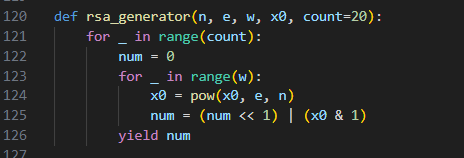 120 def rsa_generator(n, e, w, x0, count=20):
121     for _ in range(count):
122         num = 0
123         for _ in range(w):
124             x0 = pow(x0, e, n)
125             num = (num << 1) | (x0 & 1)
126         yield num
127